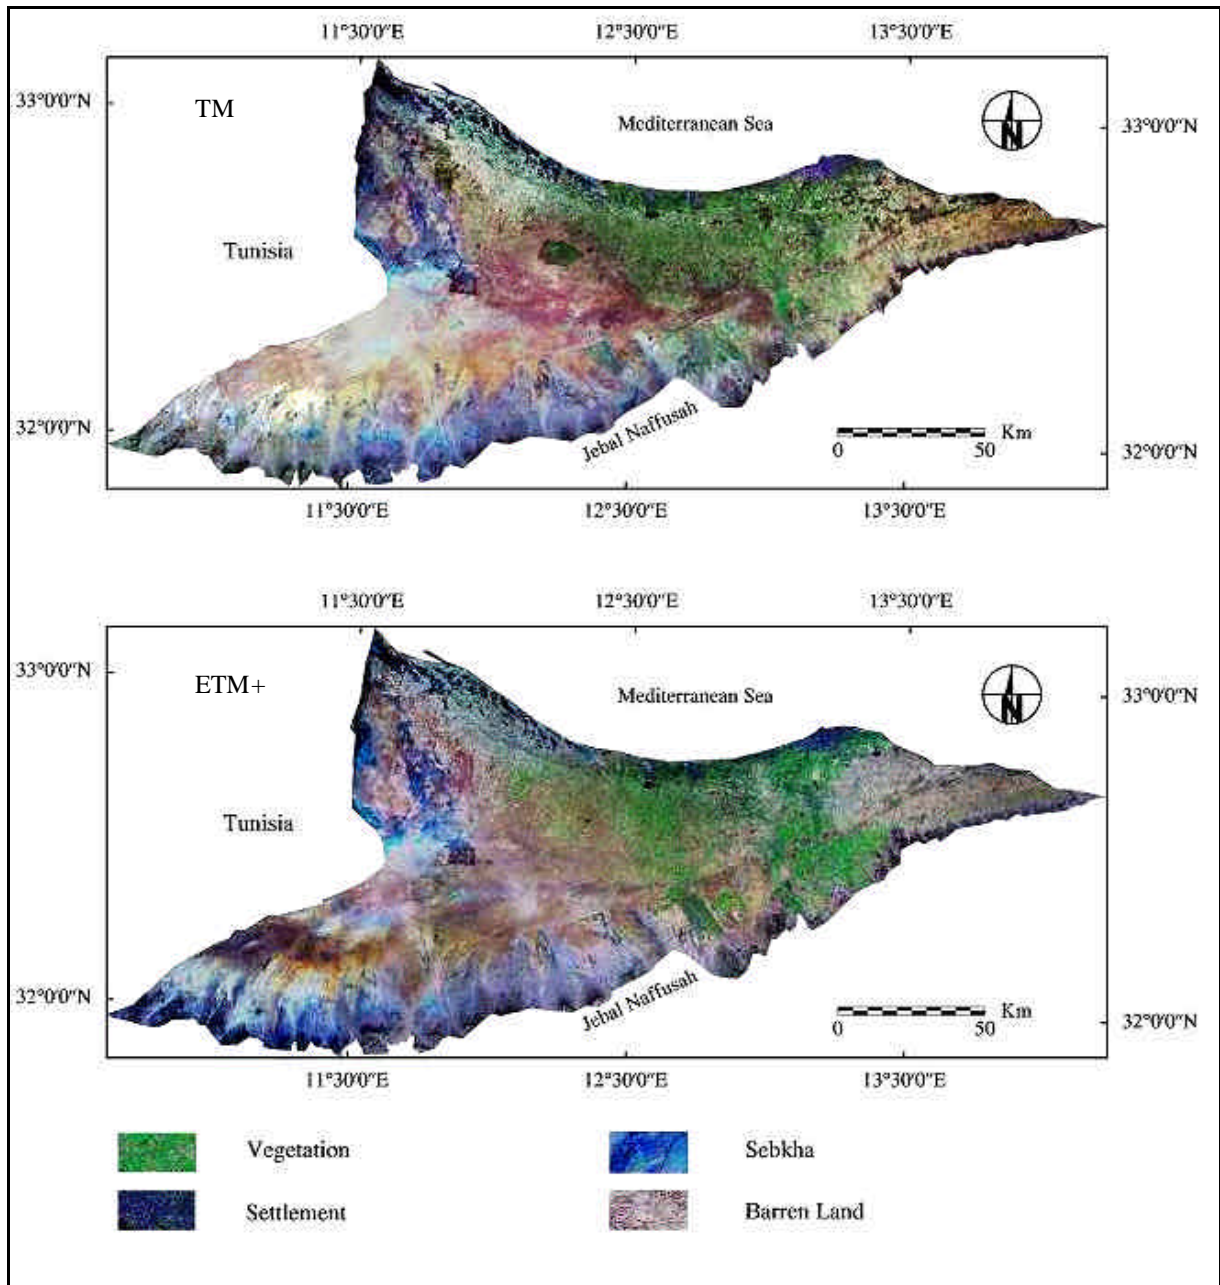 11°30'0"E 12°30'0"E 13°30'0"E
33°0'0"N
TM
Mediterranean Sea
N
33°0'0"N
Tunisia
32°0'0"N
Jebal Naffusah
Km
0 50
32°0'0"N
11°30'0"E 12°30'0"E 13°30'0"E
11°30'0"E 12°30'0"E 13°30'0"E
33°0'0"N
ETM+
Mediterranean Sea
N
33°0'0"N
Tunisia
32°0'0"N
Jebal Naffusah
Km
0 50
32°0'0"N
11°30'0"E 12°30'0"E 13°30'0"E
Vegetation
Sebkha
Settlement
Barren Land